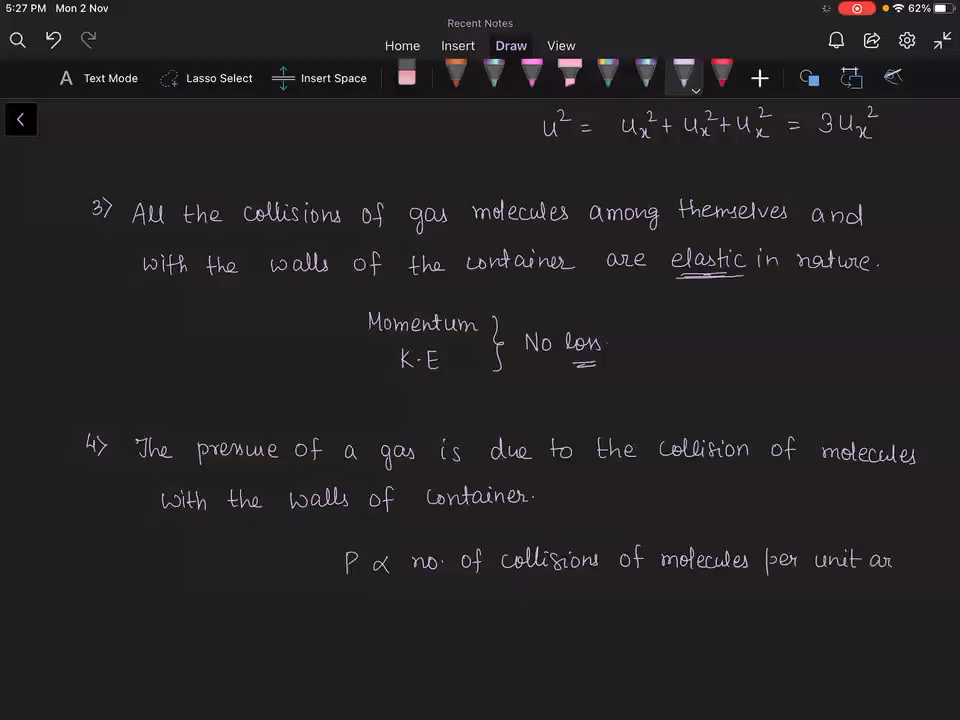 5:27 PM Mon 2 Nov
62%
Recent Notes
Home Insert Draw View
Text Mode Lasso Select Insert Space
u² = uₓ² + uₓ² + uₓ² = 3uₓ²
3> All the collisions of gas molecules among themselves and
with the walls of the container are elastic in nature.
Momentum
K.E } No loss.
4> The pressure of a gas is due to the collision of molecules
with the walls of container.
P ∝ no. of collisions of molecules per unit ar